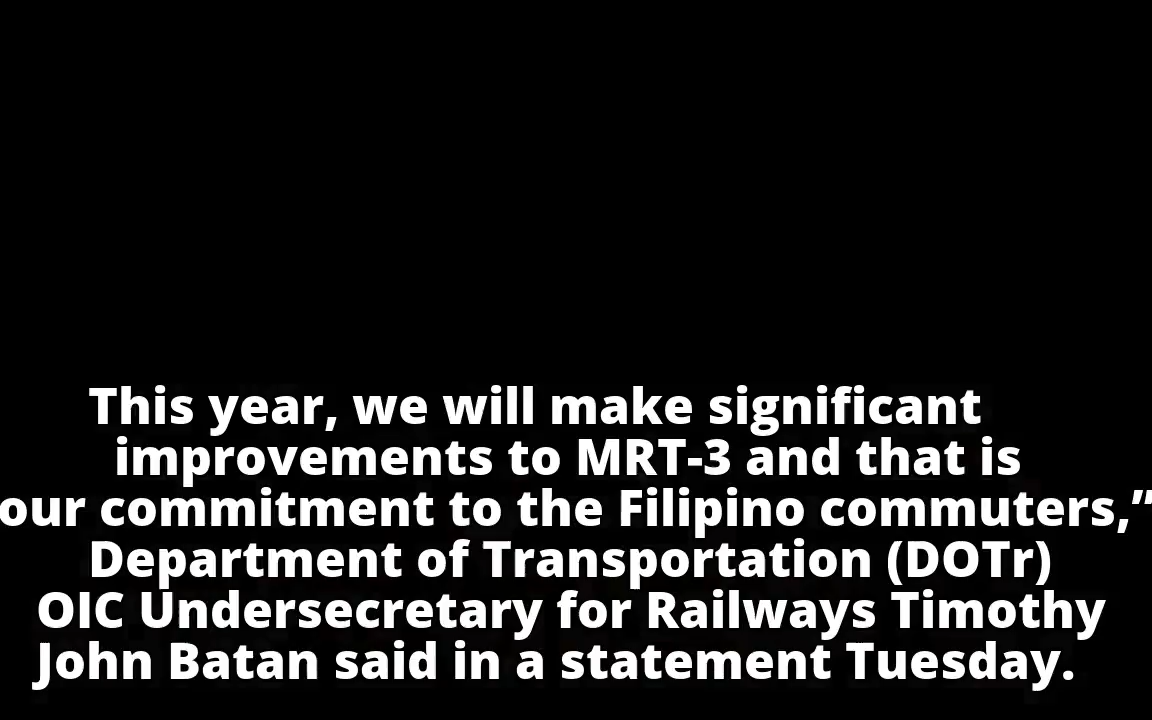 This year, we will make significant
improvements to MRT-3 and that is
our commitment to the Filipino commuters,”
Department of Transportation (DOTr)
OIC Undersecretary for Railways Timothy
John Batan said in a statement Tuesday.